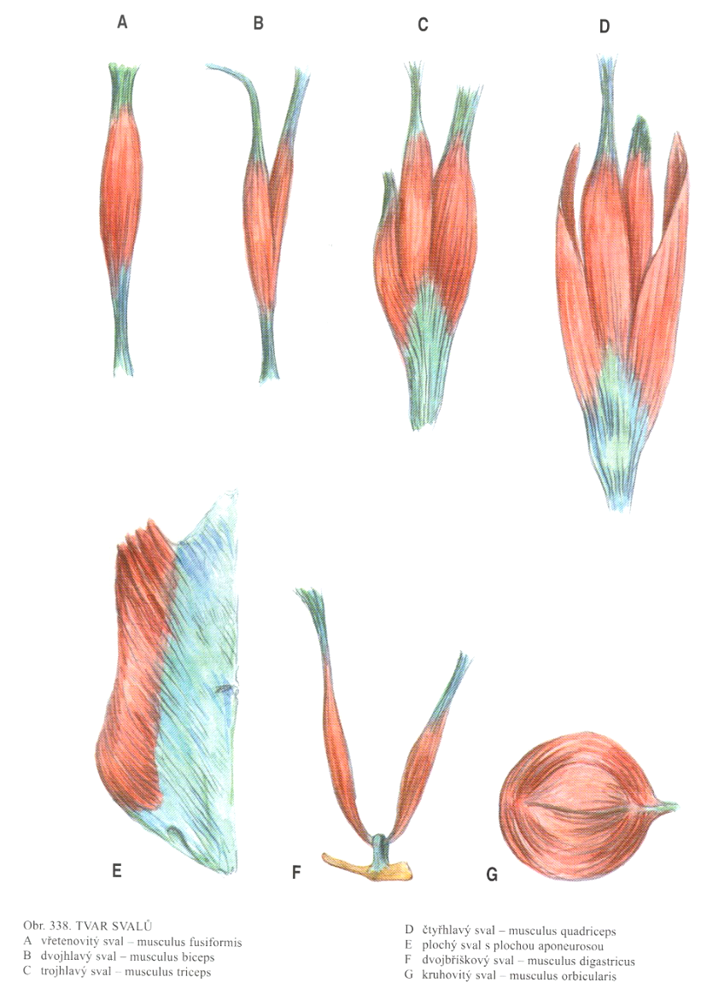 A
B
C
D
E
F
G
Obr. 338. TVAR SVALŮ
A vřetenovitý sval – musculus fusiformis
B dvojhlavý sval – musculus biceps
C trojhlavý sval – musculus triceps
D čtyřhlavý sval – musculus quadriceps
E plochý sval s plochou aponeurosou
F dvojbříškový sval – musculus digastricus
G kruhovitý sval – musculus orbicularis